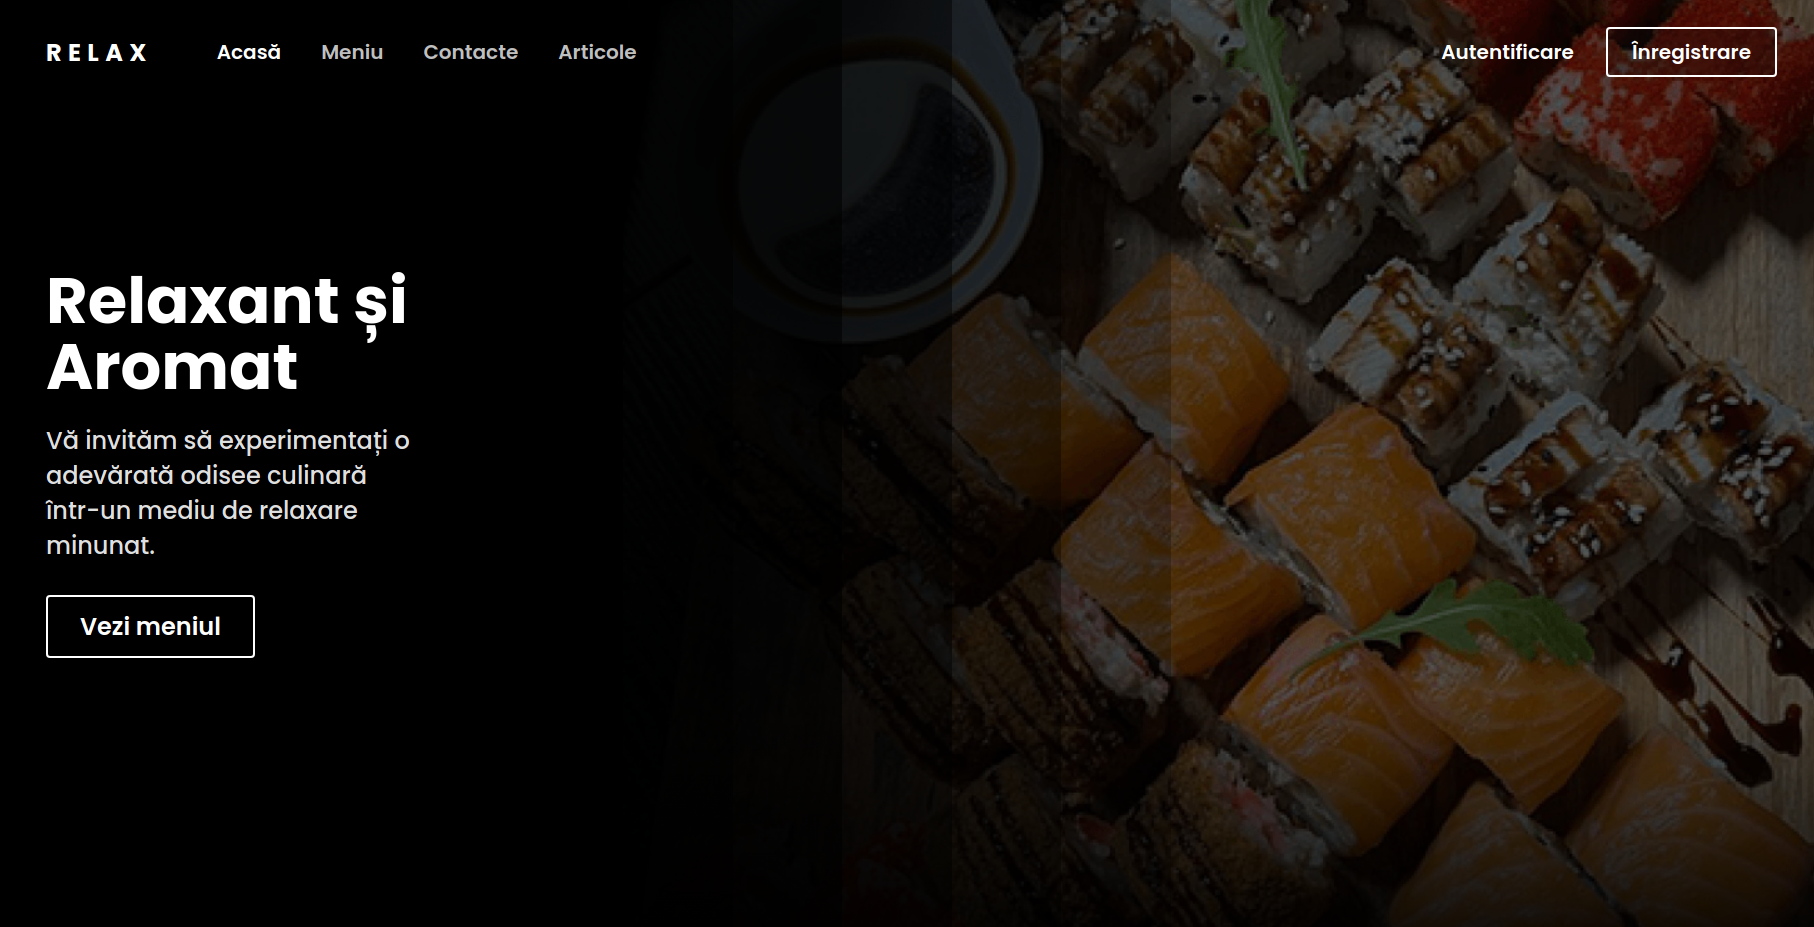 RELAX
Acasă
Meniu
Contacte
Articole
Autentificare
Înregistrare
Relaxant și
Aromat
Vă invităm să experimentați o
adevărată odisee culinară
într-un mediu de relaxare
minunat.
Vezi meniul